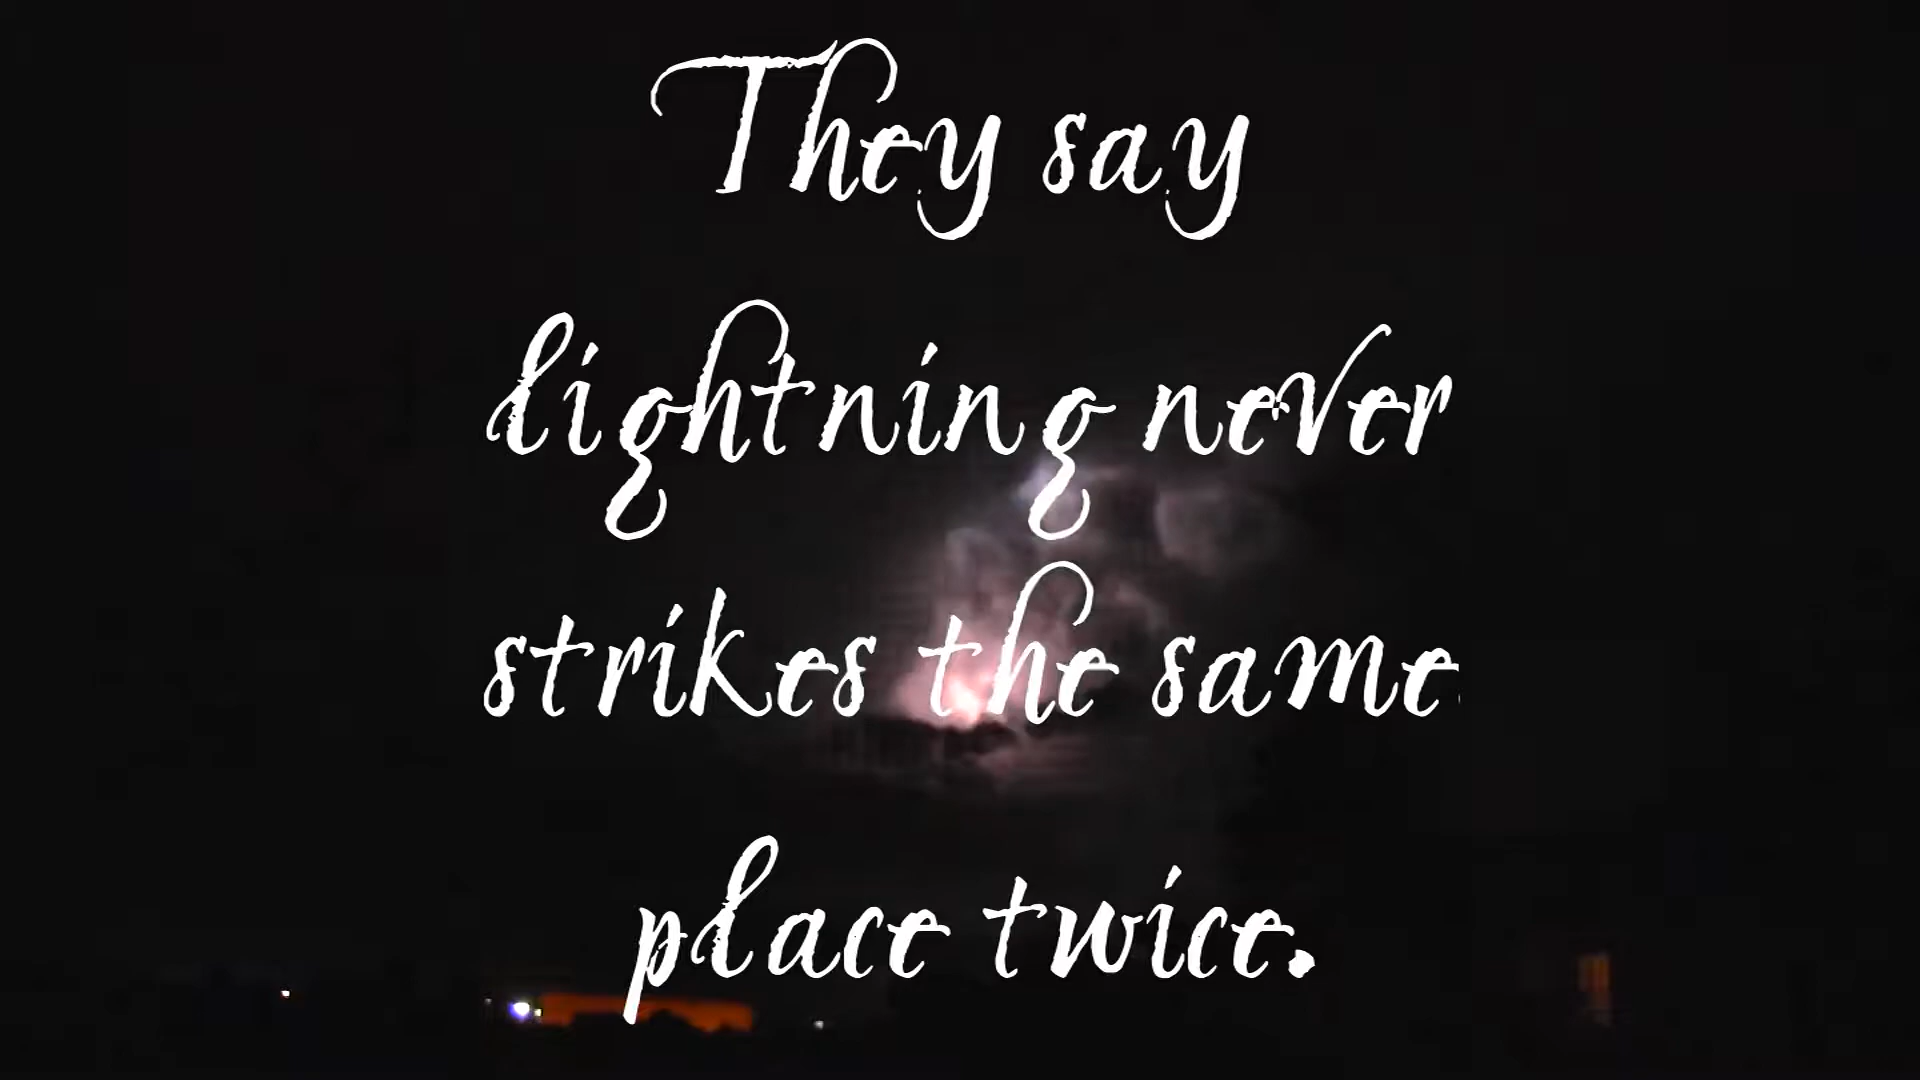 They say
lightning never
strikes the same
place twice.